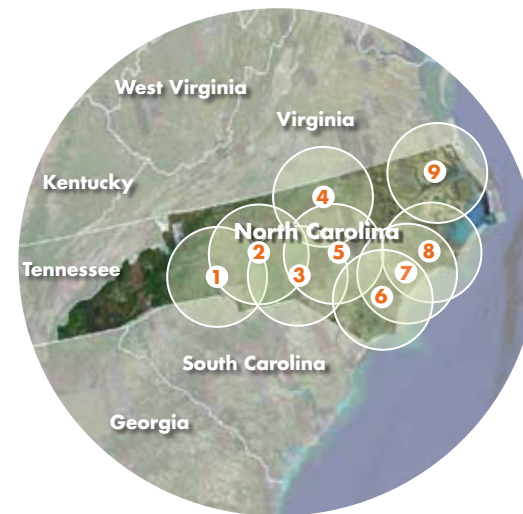 West Virginia
Virginia
9
Kentucky
4
North Carolina
2
5
8
Tennessee
1
3
7
6
South Carolina
Georgia